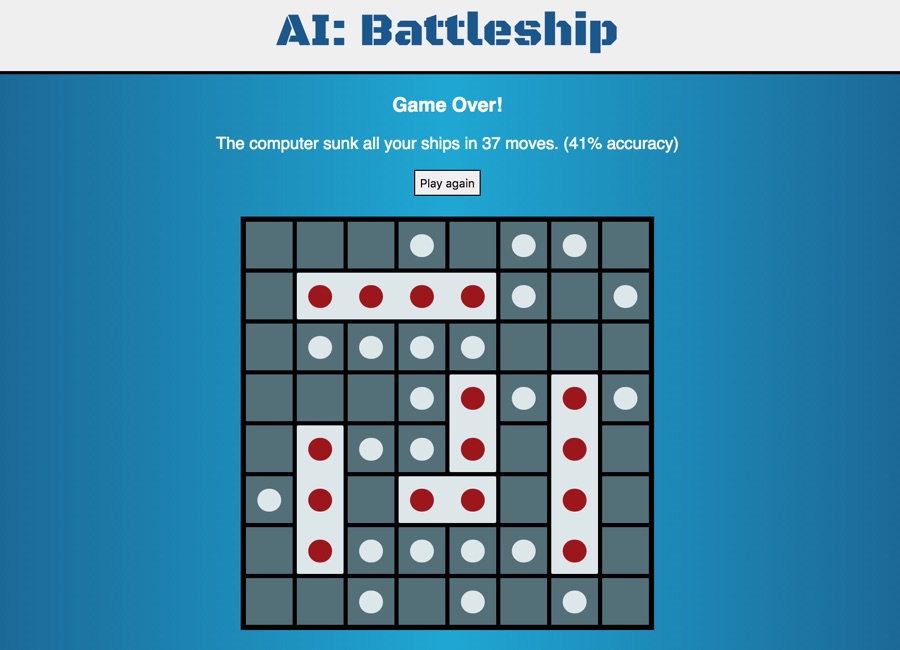 AI: Battleship
Game Over!
The computer sunk all your ships in 37 moves. (41% accuracy)
Play again